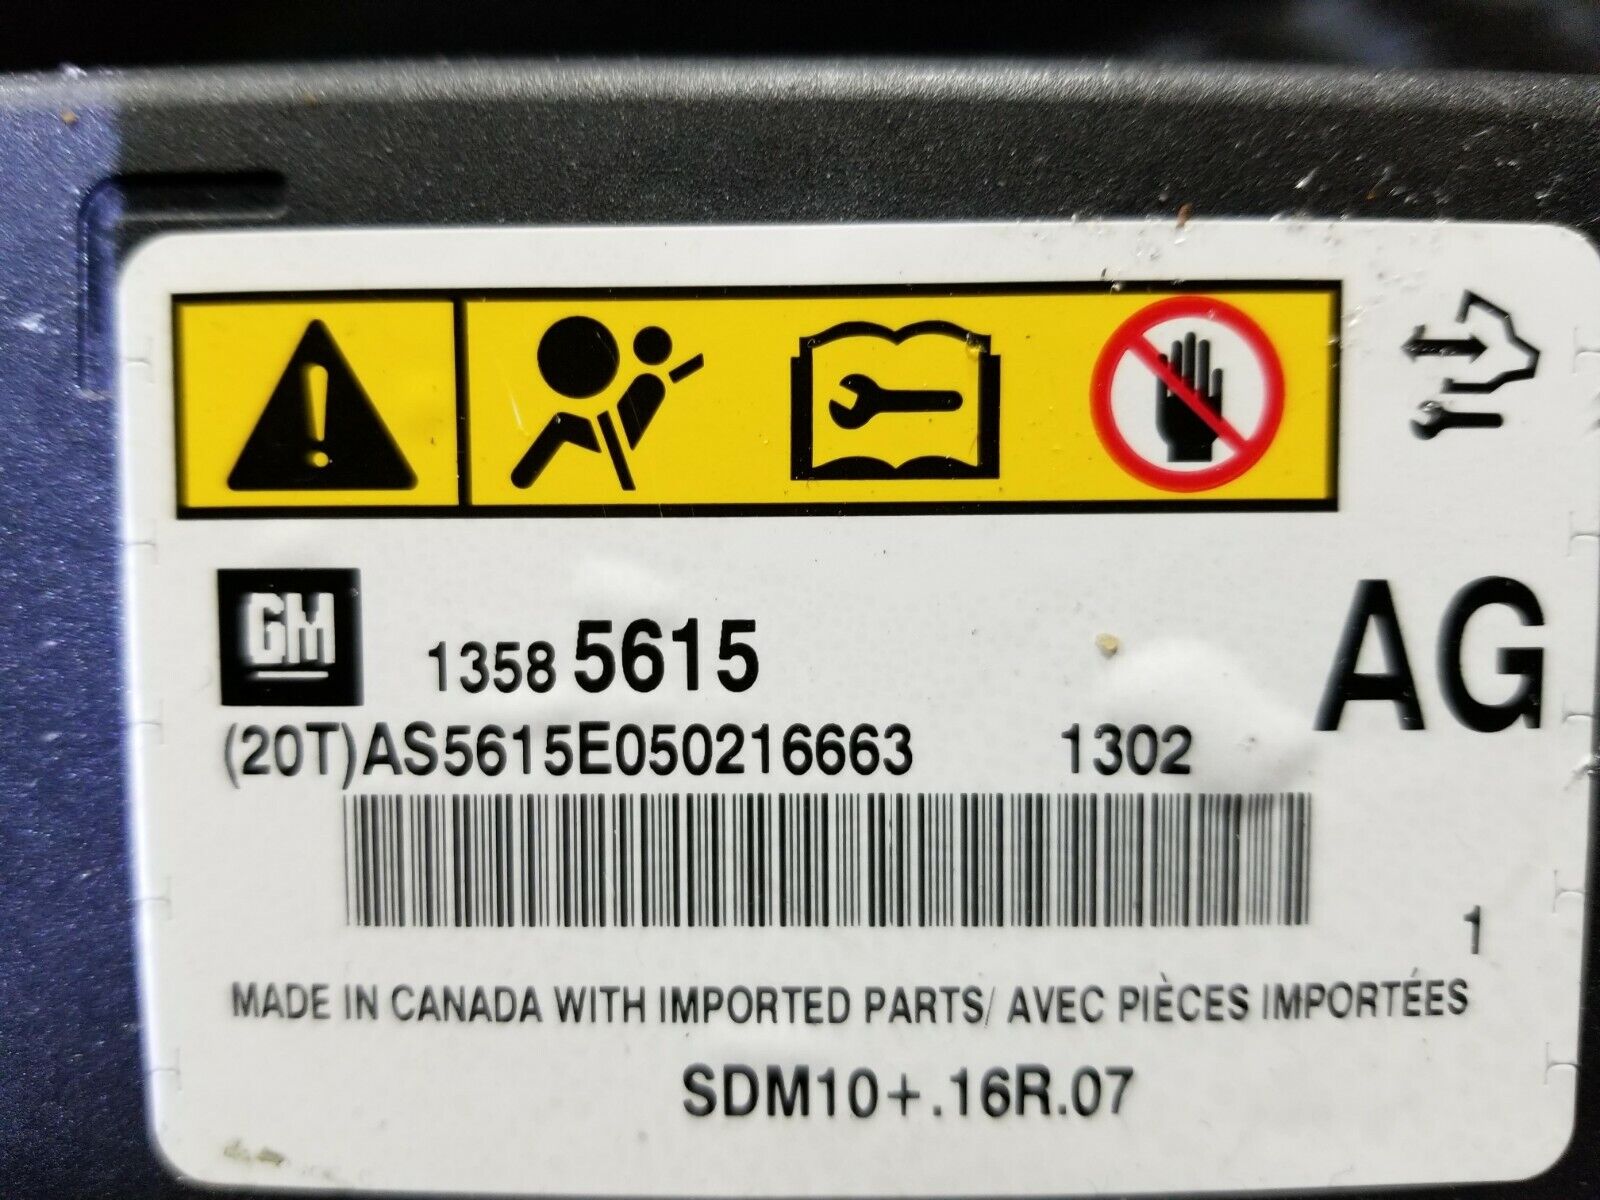 GM
1358 5615
AG
(20T)AS5615E050216663 1302
1
MADE IN CANADA WITH IMPORTED PARTS/ AVEC PIÈCES IMPORTÉES
SDM10+.16R.07